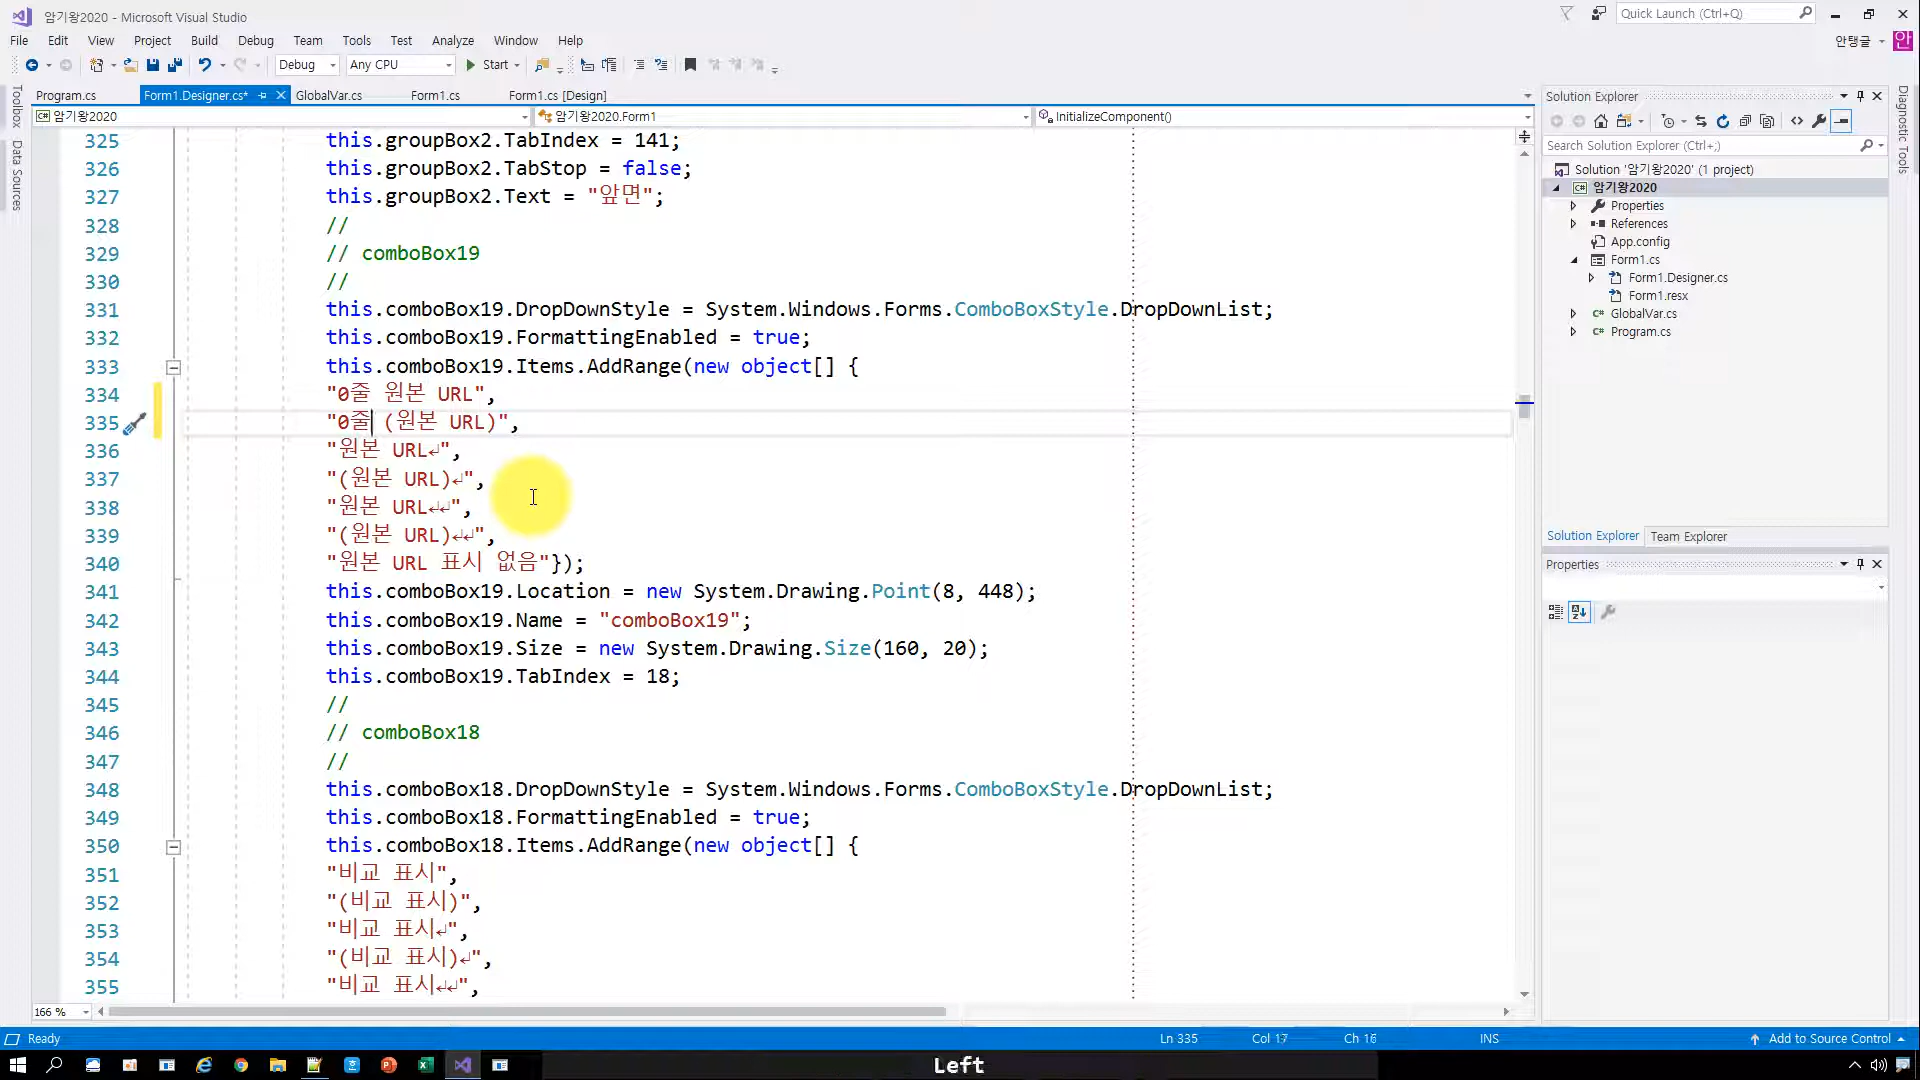 암기왕2020 - Microsoft Visual Studio
Quick Launch (Ctrl+Q)
File Edit View Project Build Debug Team Tools Test Analyze Window Help
안탱글 안
Debug Any CPU Start
Program.cs Form1.Designer.cs* GlobalVar.cs Form1.cs Form1.cs [Design]
암기왕2020 암기왕2020.Form1 InitializeComponent()
Toolbox
Data Sources
325 this.groupBox2.TabIndex = 141;
326 this.groupBox2.TabStop = false;
327 this.groupBox2.Text = "앞면";
328 //
329 // comboBox19
330 //
331 this.comboBox19.DropDownStyle = System.Windows.Forms.ComboBoxStyle.DropDownList;
332 this.comboBox19.FormattingEnabled = true;
333 this.comboBox19.Items.AddRange(new object[] {
334 "0줄 원본 URL",
335 "0줄 (원본 URL)",
336 "원본 URL↲",
337 "(원본 URL)↲",
338 "원본 URL↲↲",
339 "(원본 URL)↲↲",
340 "원본 URL 표시 없음"});
341 this.comboBox19.Location = new System.Drawing.Point(8, 448);
342 this.comboBox19.Name = "comboBox19";
343 this.comboBox19.Size = new System.Drawing.Size(160, 20);
344 this.comboBox19.TabIndex = 18;
345 //
346 // comboBox18
347 //
348 this.comboBox18.DropDownStyle = System.Windows.Forms.ComboBoxStyle.DropDownList;
349 this.comboBox18.FormattingEnabled = true;
350 this.comboBox18.Items.AddRange(new object[] {
351 "비교 표시",
352 "(비교 표시)",
353 "비교 표시↲",
354 "(비교 표시)↲",
355 "비교 표시↲↲",
166 %
Solution Explorer
Search Solution Explorer (Ctrl+;)
Solution '암기왕2020' (1 project)
C# 암기왕2020
Properties
References
App.config
Form1.cs
Form1.Designer.cs
Form1.resx
C# GlobalVar.cs
C# Program.cs
Solution Explorer Team Explorer
Properties
Diagnostic Tools
Ready Ln 335 Col 17 Ch 16 INS Add to Source Control
Left